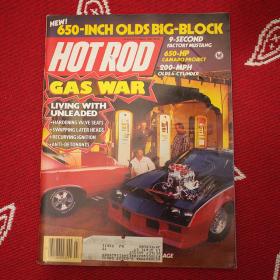 NEW!
650-INCH OLDS BIG-BLOCK
HOT ROD
9-SECOND
FACTORY MUSTANG
650-HP
CAMARO PROJECT
200-MPH
OLDS 4-CYLINDER
GAS WAR
LIVING WITH
UNLEADED
• HARDENING VALVE SEATS
• SWAPPING LATER HEADS
• RECURVING IGNITION
• ANTI-DETONANTS